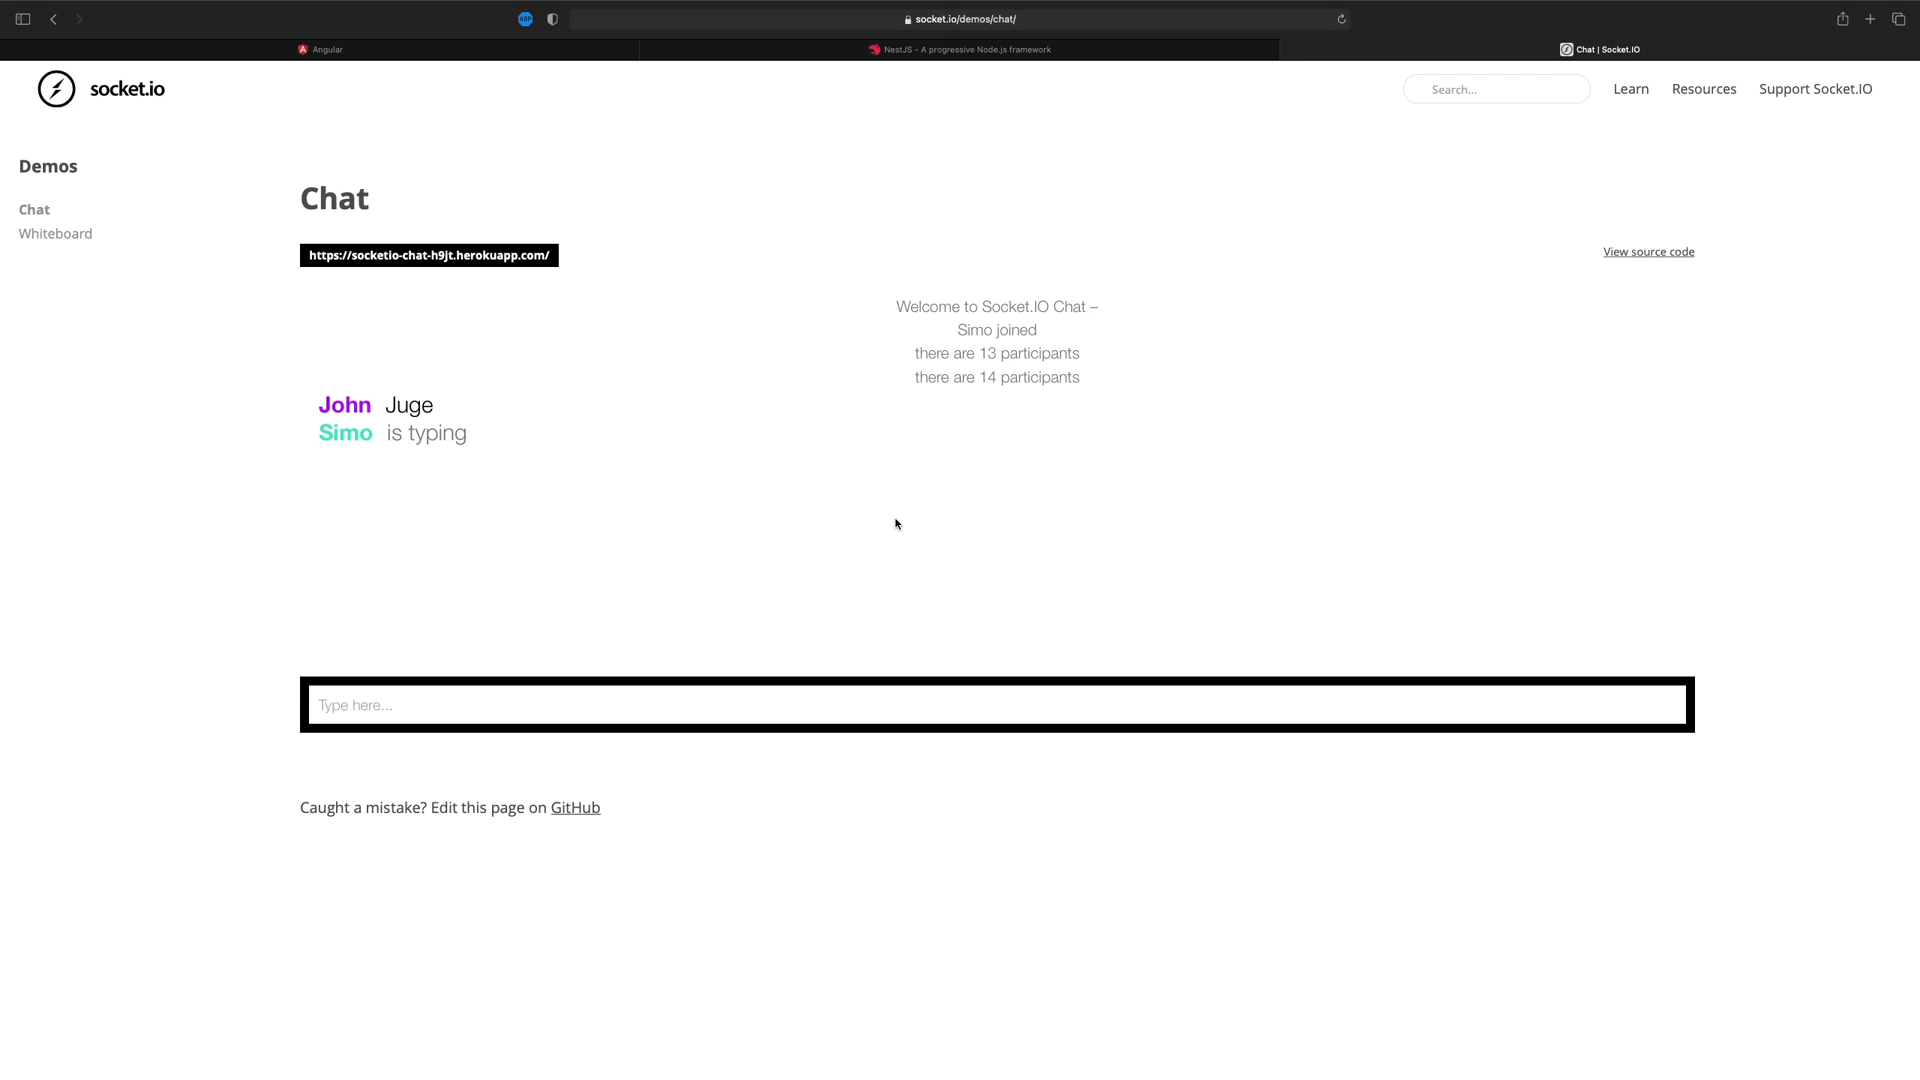 ABP
socket.io/demos/chat/
Angular
NestJS - A progressive Node.js framework
Chat | Socket.IO
socket.io
Search...
Learn
Resources
Support Socket.IO
Demos
Chat
Whiteboard
Chat
https://socketio-chat-h9jt.herokuapp.com/
View source code
Welcome to Socket.IO Chat –
Simo joined
there are 13 participants
there are 14 participants
John Juge
Simo is typing
Type here...
Caught a mistake? Edit this page on GitHub